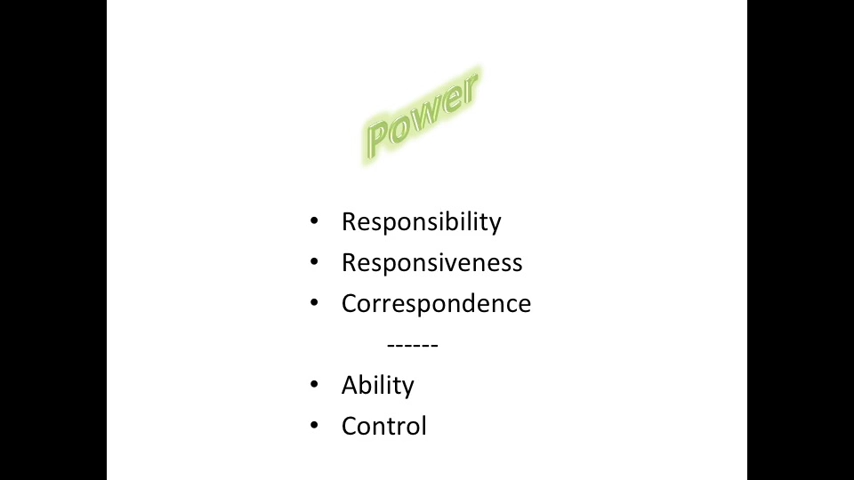 Power
• Responsibility
• Responsiveness
• Correspondence
------
• Ability
• Control